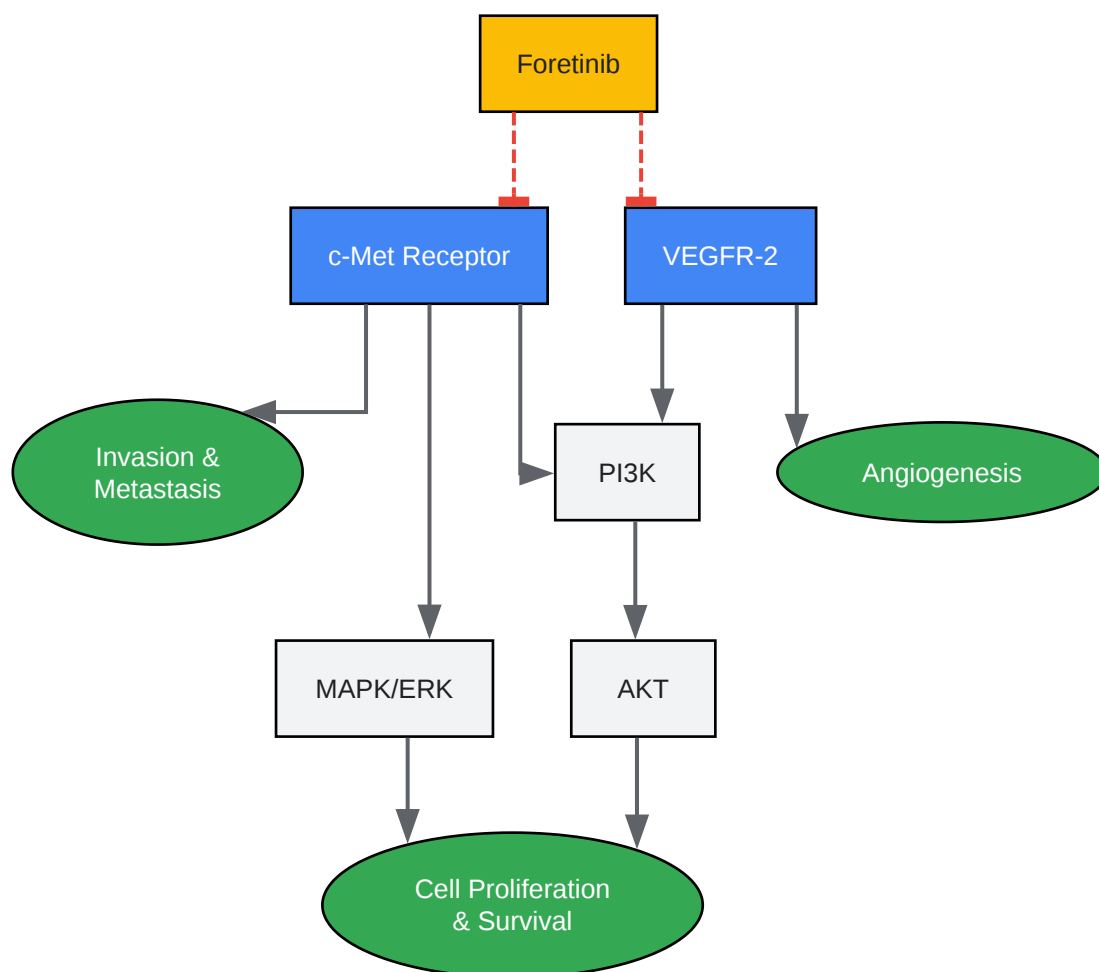 Foretinib
c-Met Receptor
VEGFR-2
Invasion &
Metastasis
PI3K
Angiogenesis
MAPK/ERK
AKT
Cell Proliferation
& Survival